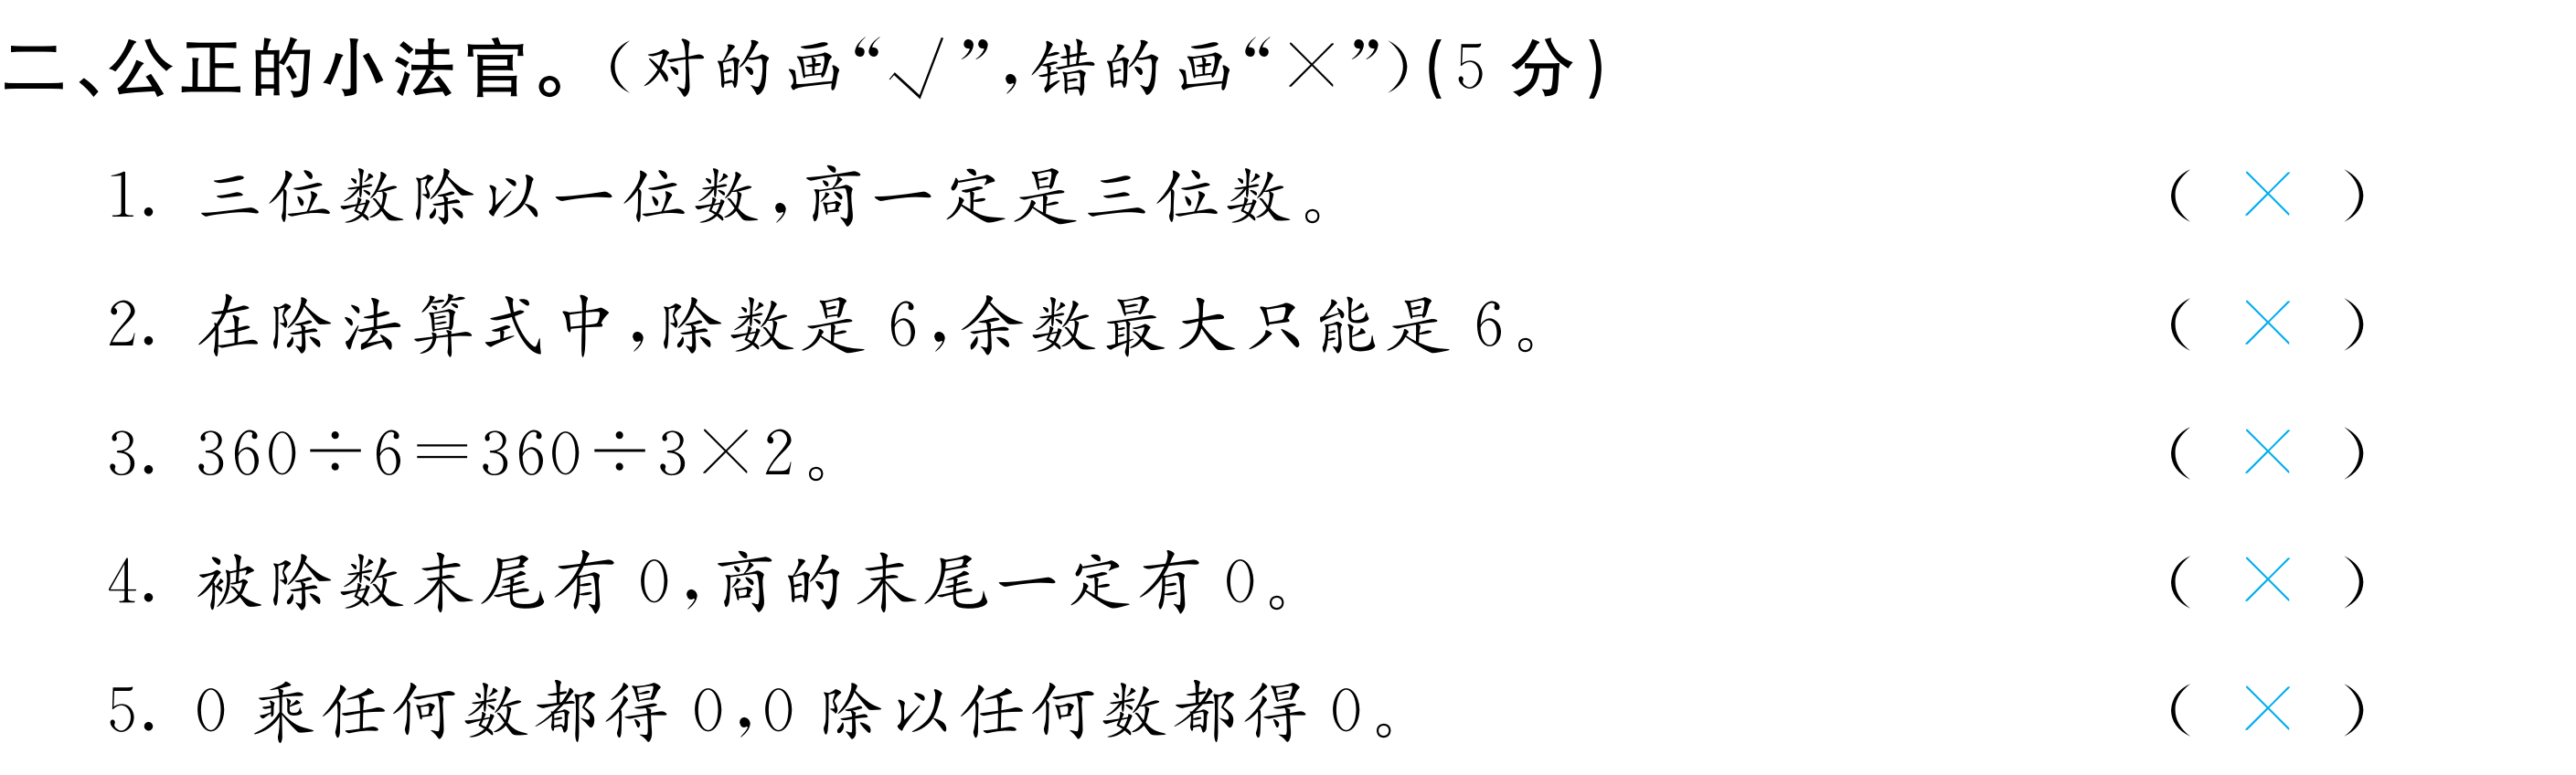 二、公正的小法官。(对的画“√”,错的画“×”)(5 分)
1. 三位数除以一位数,商一定是三位数。 ( × )
2. 在除法算式中,除数是 6,余数最大只能是 6。 ( × )
3. 360÷6=360÷3×2。 ( × )
4. 被除数末尾有 0,商的末尾一定有 0。 ( × )
5. 0 乘任何数都得 0,0 除以任何数都得 0。 ( × )